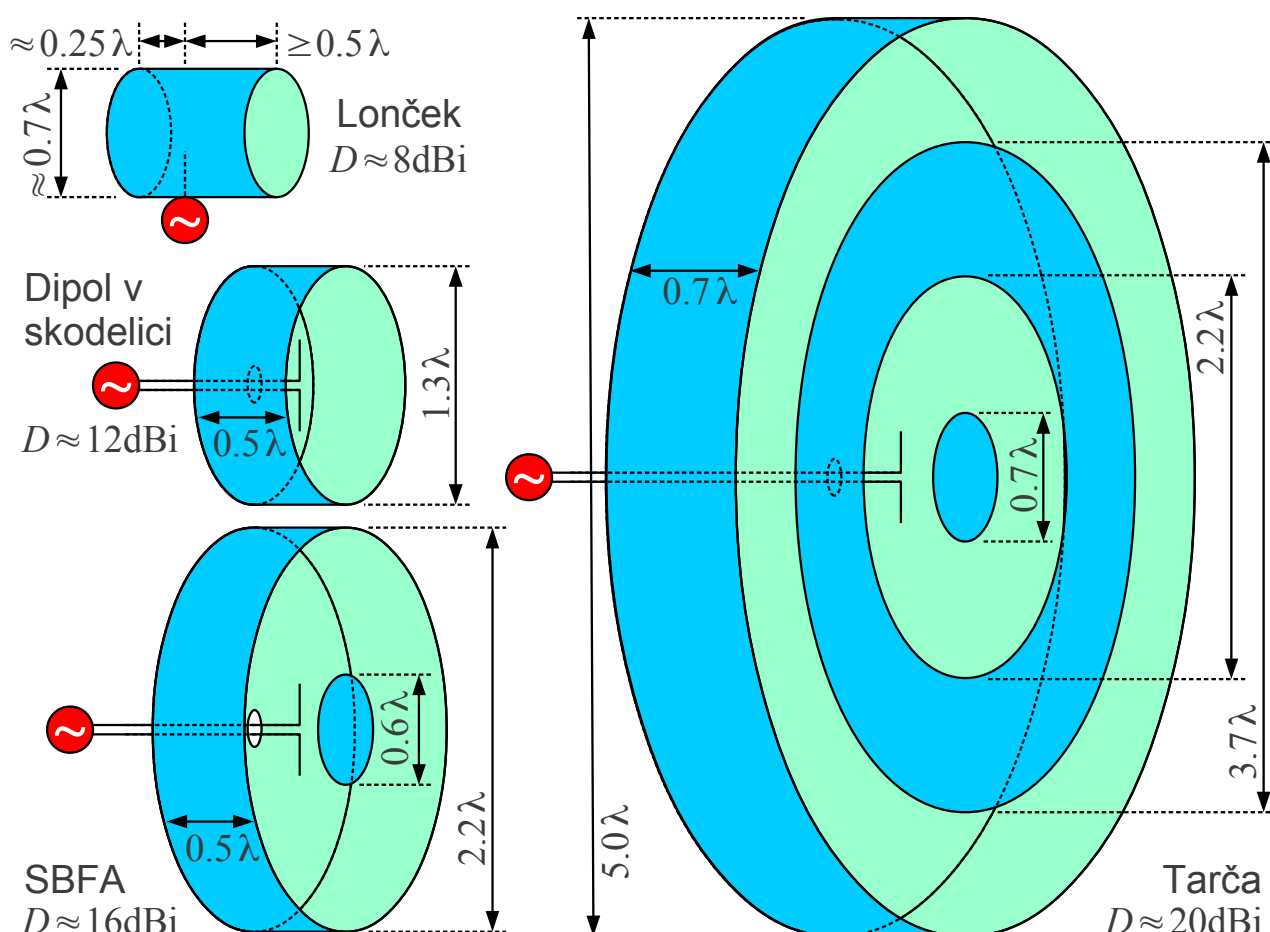 ≈0.25λ
≥0.5λ
≈0.7λ
Lonček
D≈8dBi
~
Dipol v
skodelici
~
D≈12dBi
0.5λ
1.3λ
~
0.6λ
0.5λ
2.2λ
SBFA
D≈16dBi
0.7λ
~
0.7λ
2.2λ
3.7λ
5.0λ
Tarča
D≈20dBi